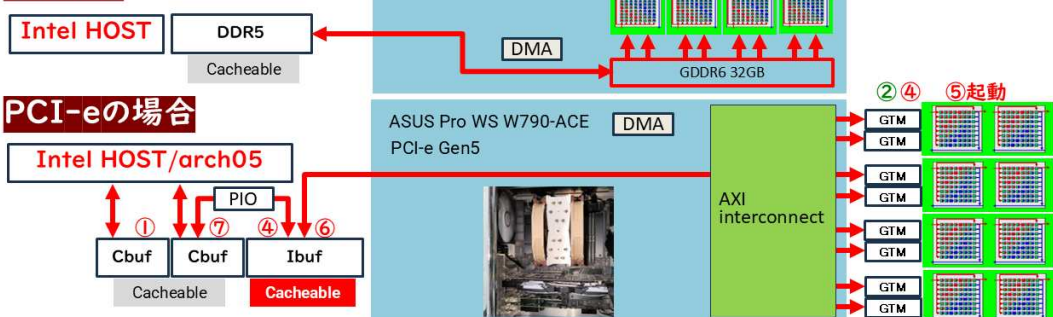 Intel HOST
DDR5
Cacheable
DMA
GDDR6 32GB
PCI-eの場合
Intel HOST/arch05
PIO
①
⑦
④
⑥
Cbuf
Cbuf
Ibuf
Cacheable
Cacheable
ASUS Pro WS W790-ACE
PCI-e Gen5
DMA
AXI
interconnect
② ④
⑤起動
GTM
GTM
GTM
GTM
GTM
GTM
GTM
GTM